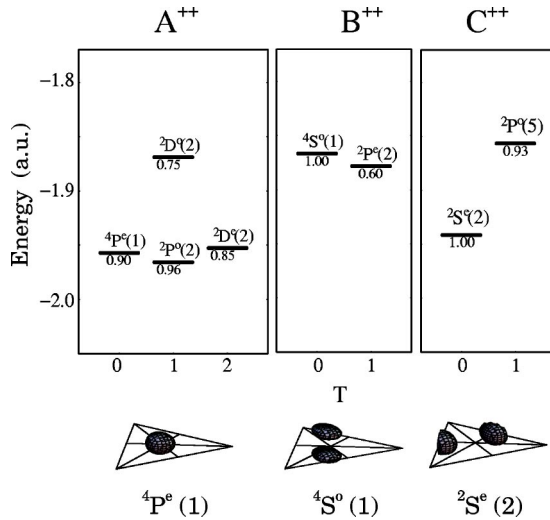 A⁺⁺ B⁺⁺ C⁺⁺
Energy (a.u.)
−1.8
−1.9
−2.0
²Dᵒ(2)
0.75
⁴Pᵉ(1)
0.90
²Pᵒ(2)
0.96
²Dᵉ(2)
0.85
⁴Sᵒ(1)
1.00
²Pᵉ(2)
0.60
²Pᵒ(5)
0.93
²Sᵉ(2)
1.00
0 1 2 0 1 0 1
T
⁴Pᵉ (1) ⁴Sᵒ (1) ²Sᵉ (2)